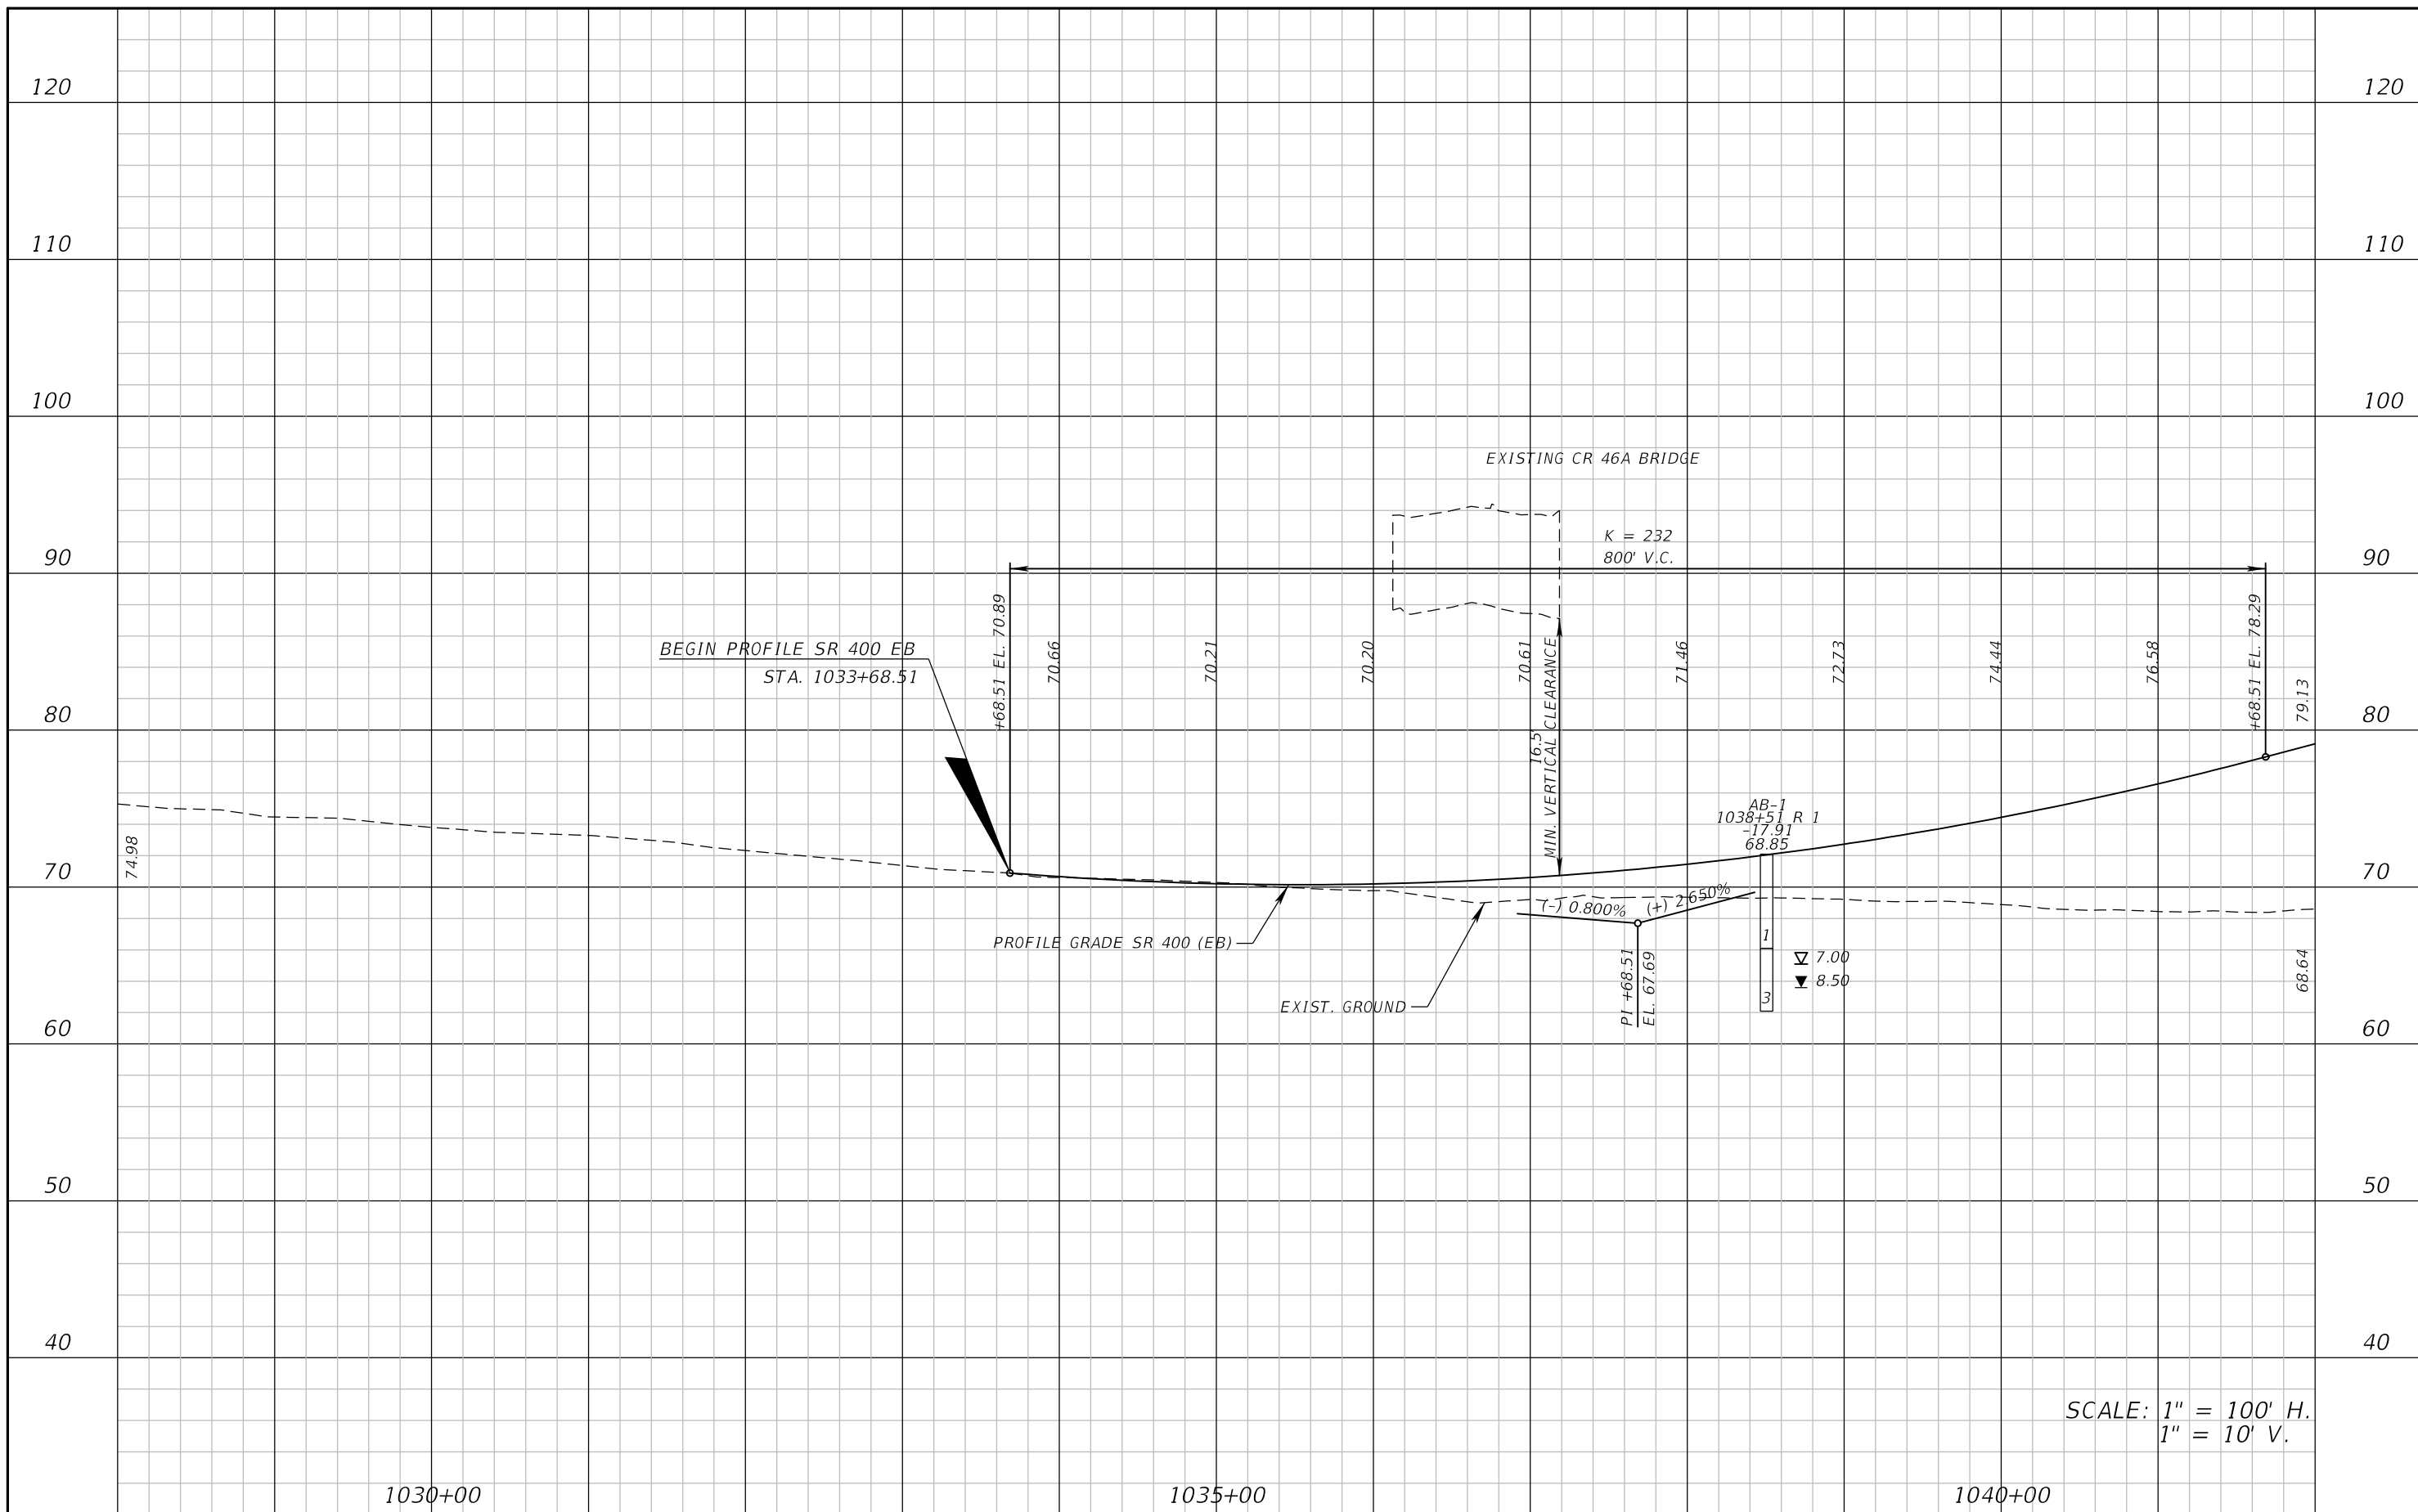 120
120
110
110
100
100
EXISTING CR 46A BRIDGE
K = 232
800' V.C.
90
90
+68.51 EL. 70.89
70.66
70.21
70.20
70.61
71.46
72.73
74.44
76.58
+68.51 EL. 78.29
79.13
BEGIN PROFILE SR 400 EB
STA. 1033+68.51
16.5'
MIN. VERTICAL CLEARANCE
80
80
AB-1
1038+51 R 1
-17.91
68.85
74.98
70
70
(-) 0.800%
(+) 2.650%
PROFILE GRADE SR 400 (EB)
1
7.00
8.50
3
PI +68.51
EL. 67.69
68.64
EXIST. GROUND
60
60
50
50
40
40
SCALE: 1" = 100' H.
1" = 10' V.
1030+00
1035+00
1040+00